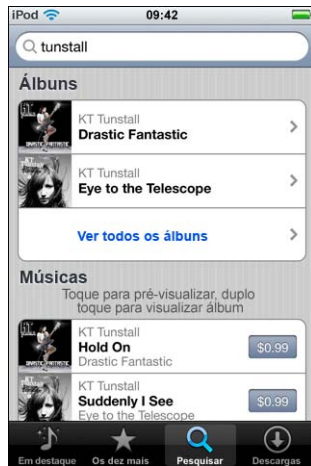 iPod 09:42
tunstall
Álbuns
KT Tunstall
Drastic Fantastic
KT Tunstall
Eye to the Telescope
Ver todos os álbuns
Músicas
Toque para pré-visualizar, duplo
toque para visualizar álbum
KT Tunstall
Hold On
Drastic Fantastic
$0.99
KT Tunstall
Suddenly I See
Eye to the Telescope
$0.99
Em destaque Os dez mais Pesquisar Descargas